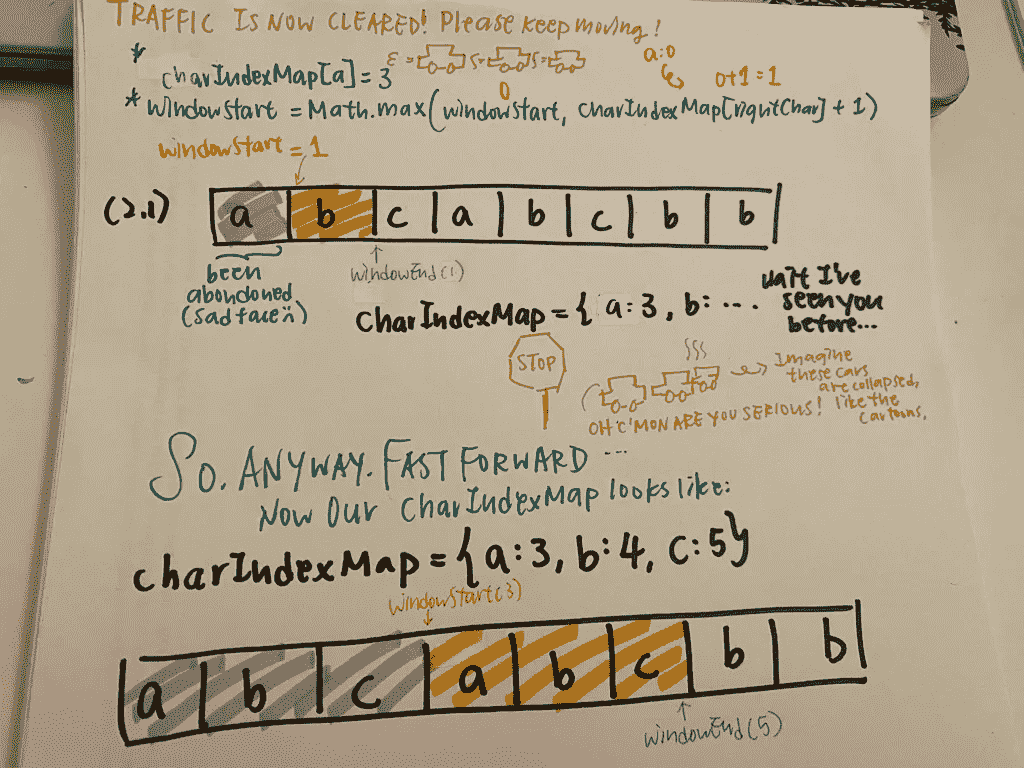 TRAFFIC IS NOW CLEARED! Please keep moving!
* charIndexMap[a] = 3
a:0
0+1=1
0
* windowStart = Math.max(windowStart, charIndexMap[rightChar] + 1)
windowStart = 1
(2.1)
a b c a b c b b
been
abondoned
(sad face
windowEnd(1)
charIndexMap = { a:3, b: ...
wait I've
seen you
before...
STOP
Imagine
these cars
are collapsed,
like the
cartoons.
OH C'MON ARE YOU SERIOUS!
So. ANYWAY. FAST FORWARD ...
Now our charIndexMap looks like:
charIndexMap = {a:3, b:4, c:5}
windowStart(3)
a b c a b c b b
windowEnd(5)